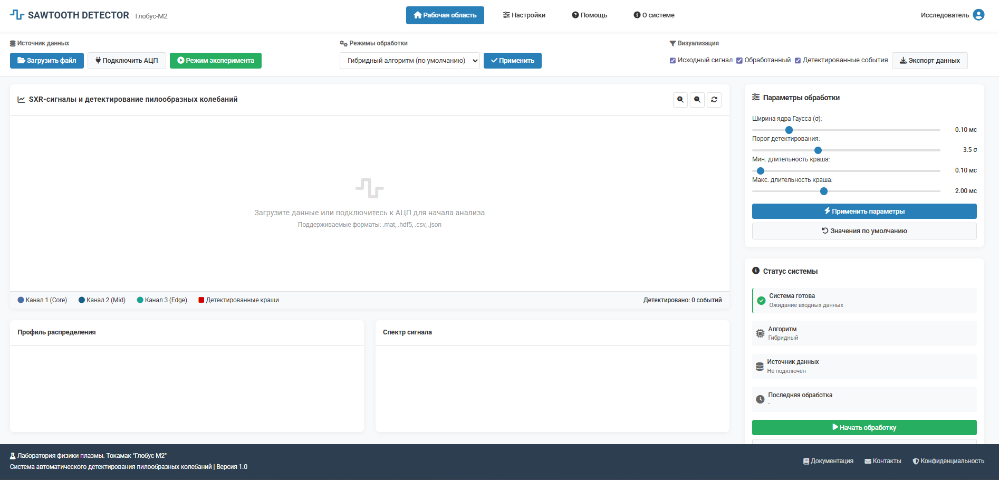 SAWTOOTH DETECTOR Глобус-М2
Рабочая область
Настройки
Помощь
О системе
Исследователь
Источник данных
Загрузить файл
Подключить АЦП
Режим эксперимента
Режимы обработки
Гибридный алгоритм (по умолчанию)
Применить
Визуализация
Исходный сигнал
Обработанный
Детектированные события
Экспорт данных
SXR-сигналы и детектирование пилообразных колебаний
Загрузите данные или подключитесь к АЦП для начала анализа
Поддерживаемые форматы: .mat, .hdf5, .csv, .json
Канал 1 (Core)
Канал 2 (Mid)
Канал 3 (Edge)
Детектированные краши
Детектировано: 0 событий
Профиль распределения
Спектр сигнала
Параметры обработки
Ширина ядра Гаусса (σ):
0.10 мс
Порог детектирования:
3.5 σ
Мин. длительность краша:
0.10 мс
Макс. длительность краша:
2.00 мс
Применить параметры
Значения по умолчанию
Статус системы
Система готова
Ожидание входных данных
Алгоритм
Гибридный
Источник данных
Не подключен
Последняя обработка
-
Начать обработку
Лаборатория физики плазмы. Токамак "Глобус-М2"
Система автоматического детектирования пилообразных колебаний | Версия 1.0
Документация
Контакты
Конфиденциальность